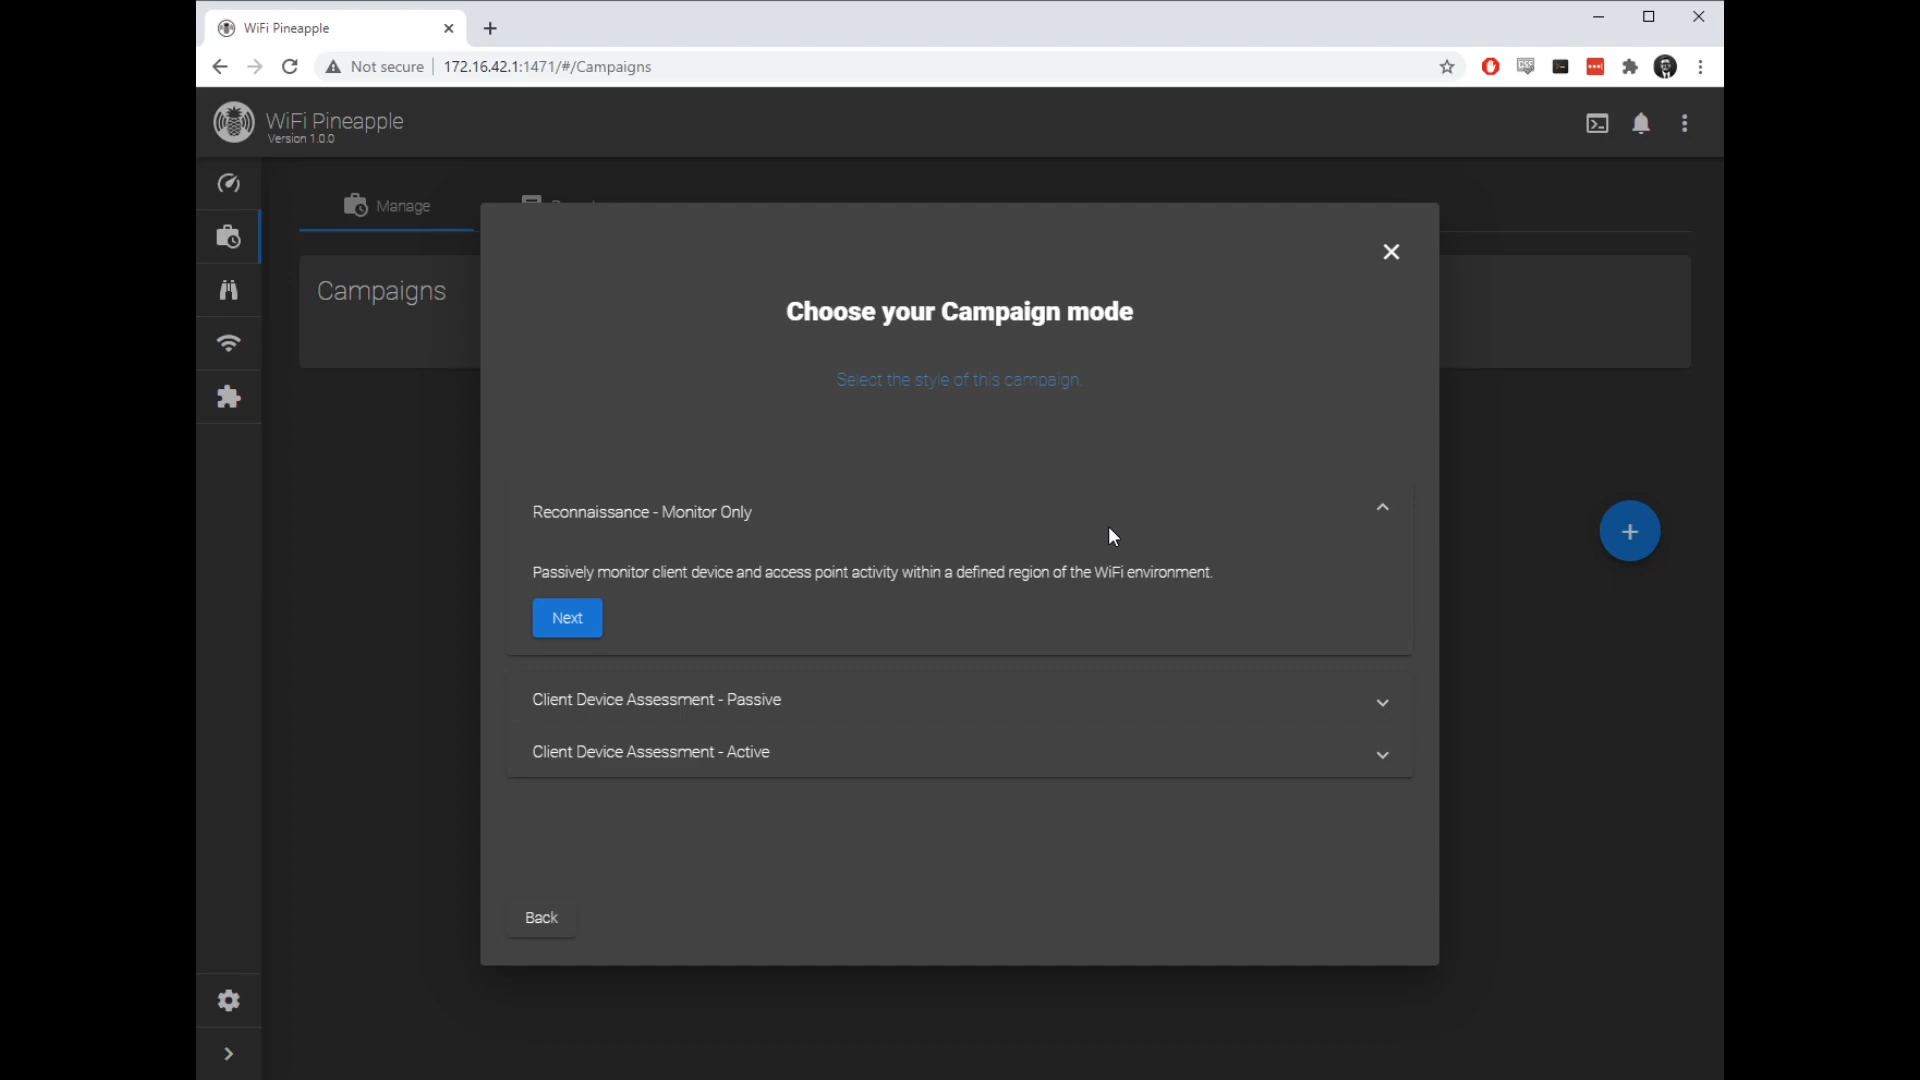 WiFi Pineapple
Not secure
172.16.42.1:1471/#/Campaigns
WiFi Pineapple
Version 1.0.0
Manage
Campaigns
Choose your Campaign mode
Select the style of this campaign.
Reconnaissance - Monitor Only
Passively monitor client device and access point activity within a defined region of the WiFi environment.
Next
Client Device Assessment - Passive
Client Device Assessment - Active
Back